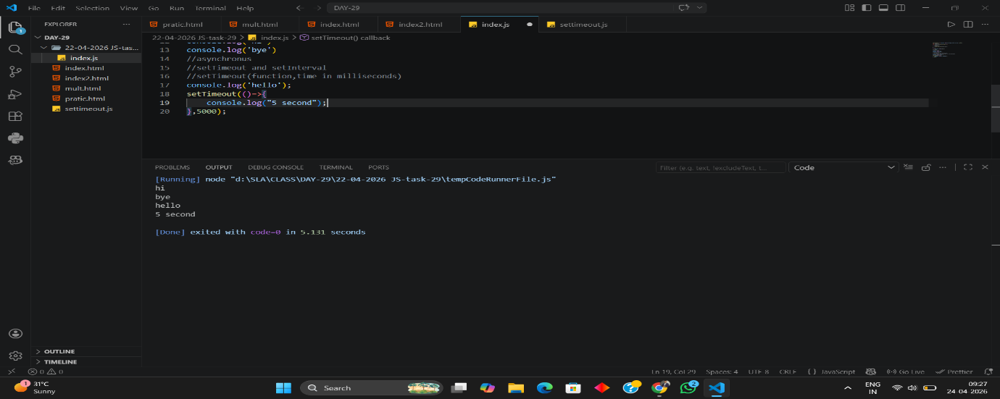 File Edit Selection View Go Run Terminal Help
DAY-29
EXPLORER
pratic.html mult.html index.html index2.html index.js settimeout.js
DAY-29
22-04-2026 JS-tas...
index.js
index.html
index2.html
mult.html
pratic.html
settimeout.js
22-04-2026 JS-task-29 > index.js > setTimeout() callback
13 console.log('bye')
14 //asynchronus
15 //setTimeout and setInterval
16 //setTimeout(function,time in milliseconds)
17 console.log('hello');
18 setTimeout(()=>{
19 console.log("5 second");
20 },5000);
PROBLEMS OUTPUT DEBUG CONSOLE TERMINAL PORTS
Filter (e.g. text, !excludeText, t...
Code
[Running] node "d:\SLA\CLASS\DAY-29\22-04-2026 JS-task-29\tempCodeRunnerFile.js"
hi
bye
hello
5 second
[Done] exited with code=0 in 5.131 seconds
OUTLINE
TIMELINE
0 0
Ln 19, Col 29 Spaces: 4 UTF-8 CRLF { } JavaScript Go Live Prettier
1
31°C
Sunny
Search
2
ENG
IN
09:27
24-04-2026